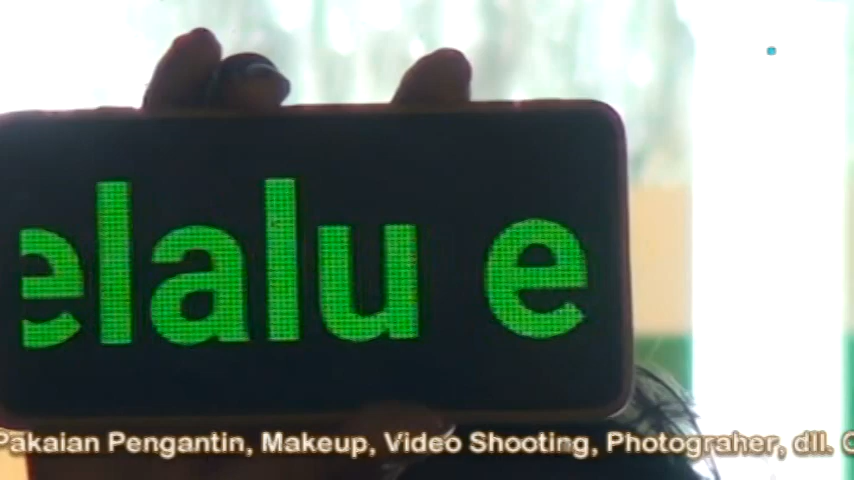 elalu e
Pakaian Pengantin, Makeup, Video Shooting, Photograher, dll.